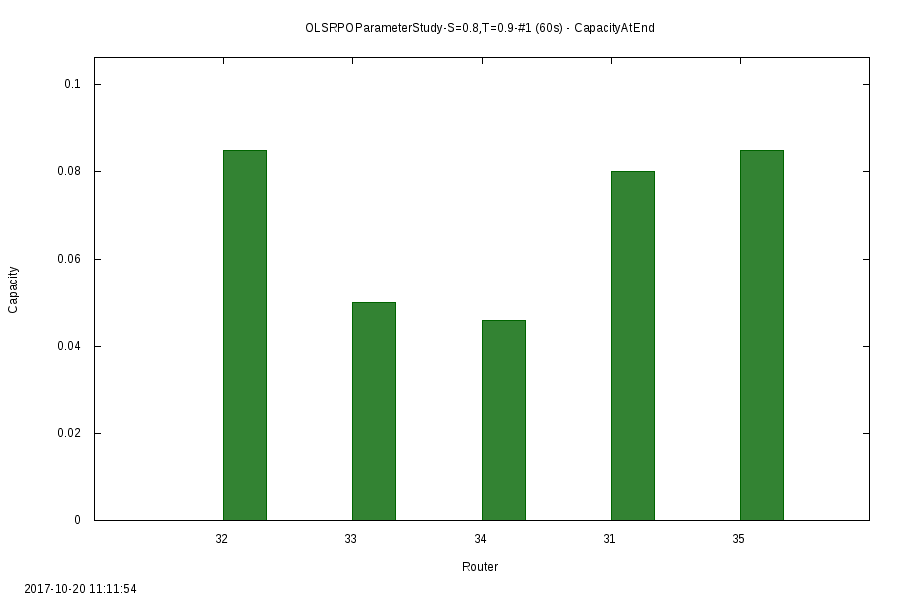 OLSRPOParameterStudy-S=0.8,T=0.9-#1 (60s) - CapacityAtEnd
0.1
0.08
0.06
0.04
0.02
0
Capacity
32 33 34 31 35
Router
2017-10-20 11:11:54